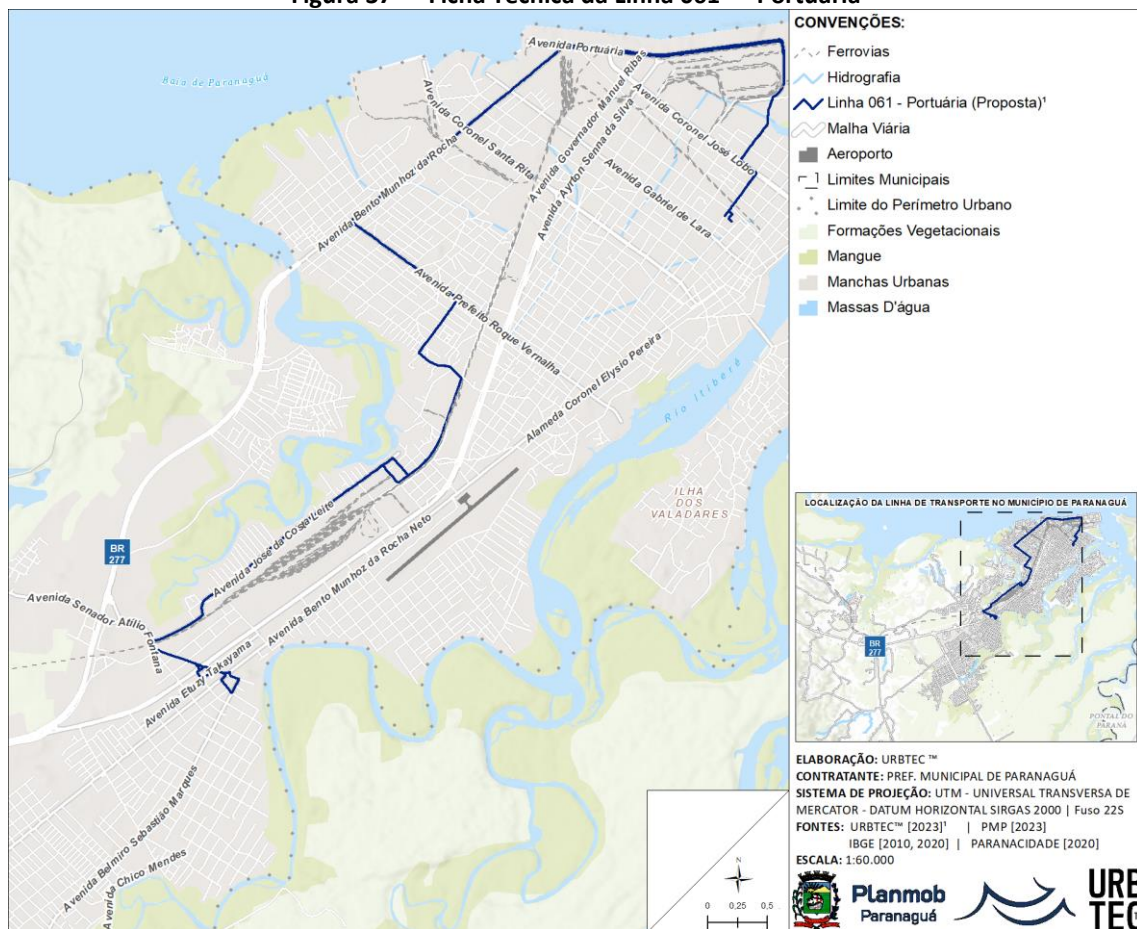 Figura 57 – Ficha Técnica da Linha 061 – Portuária
CONVENÇÕES:
Ferrovias
Hidrografia
Linha 061 - Portuária (Proposta)¹
Malha Viária
Aeroporto
Limites Municipais
Limite do Perímetro Urbano
Formações Vegetacionais
Mangue
Manchas Urbanas
Massas D'água
Baía de Paranaguá
Avenida Portuária
Avenida Coronel Santa Rita
Avenida Governador Manuel Ribas
Avenida Ayrton Senna da Silva
Avenida Coronel José Lobo
Avenida Gabriel de Lara
Avenida Bento Munhoz da Rocha
Avenida Prefeito Roque Vernalha
Alameda Coronel Elysio Pereira
Rio Itiberê
ILHA
DOS
VALADARES
Avenida José da Costa Leite
Avenida Bento Munhoz da Rocha Neto
BR
277
Avenida Senador Atílio Fontana
Avenida Etuzy Takayama
Avenida Belmiro Sebastião Marques
Avenida Chico Mendes
LOCALIZAÇÃO DA LINHA DE TRANSPORTE NO MUNICÍPIO DE PARANAGUÁ
BR
277
PONTAL DO
PARANÁ
ELABORAÇÃO: URBTEC ™
CONTRATANTE: PREF. MUNICIPAL DE PARANAGUÁ
SISTEMA DE PROJEÇÃO: UTM - UNIVERSAL TRANSVERSA DE
MERCATOR - DATUM HORIZONTAL SIRGAS 2000 | Fuso 22S
FONTES: URBTEC™ [2023]¹ | PMP [2023]
IBGE [2010, 2020] | PARANACIDADE [2020]
ESCALA: 1:60.000
N
0 0,25 0,5
Planmob
Paranaguá
URB
TEC